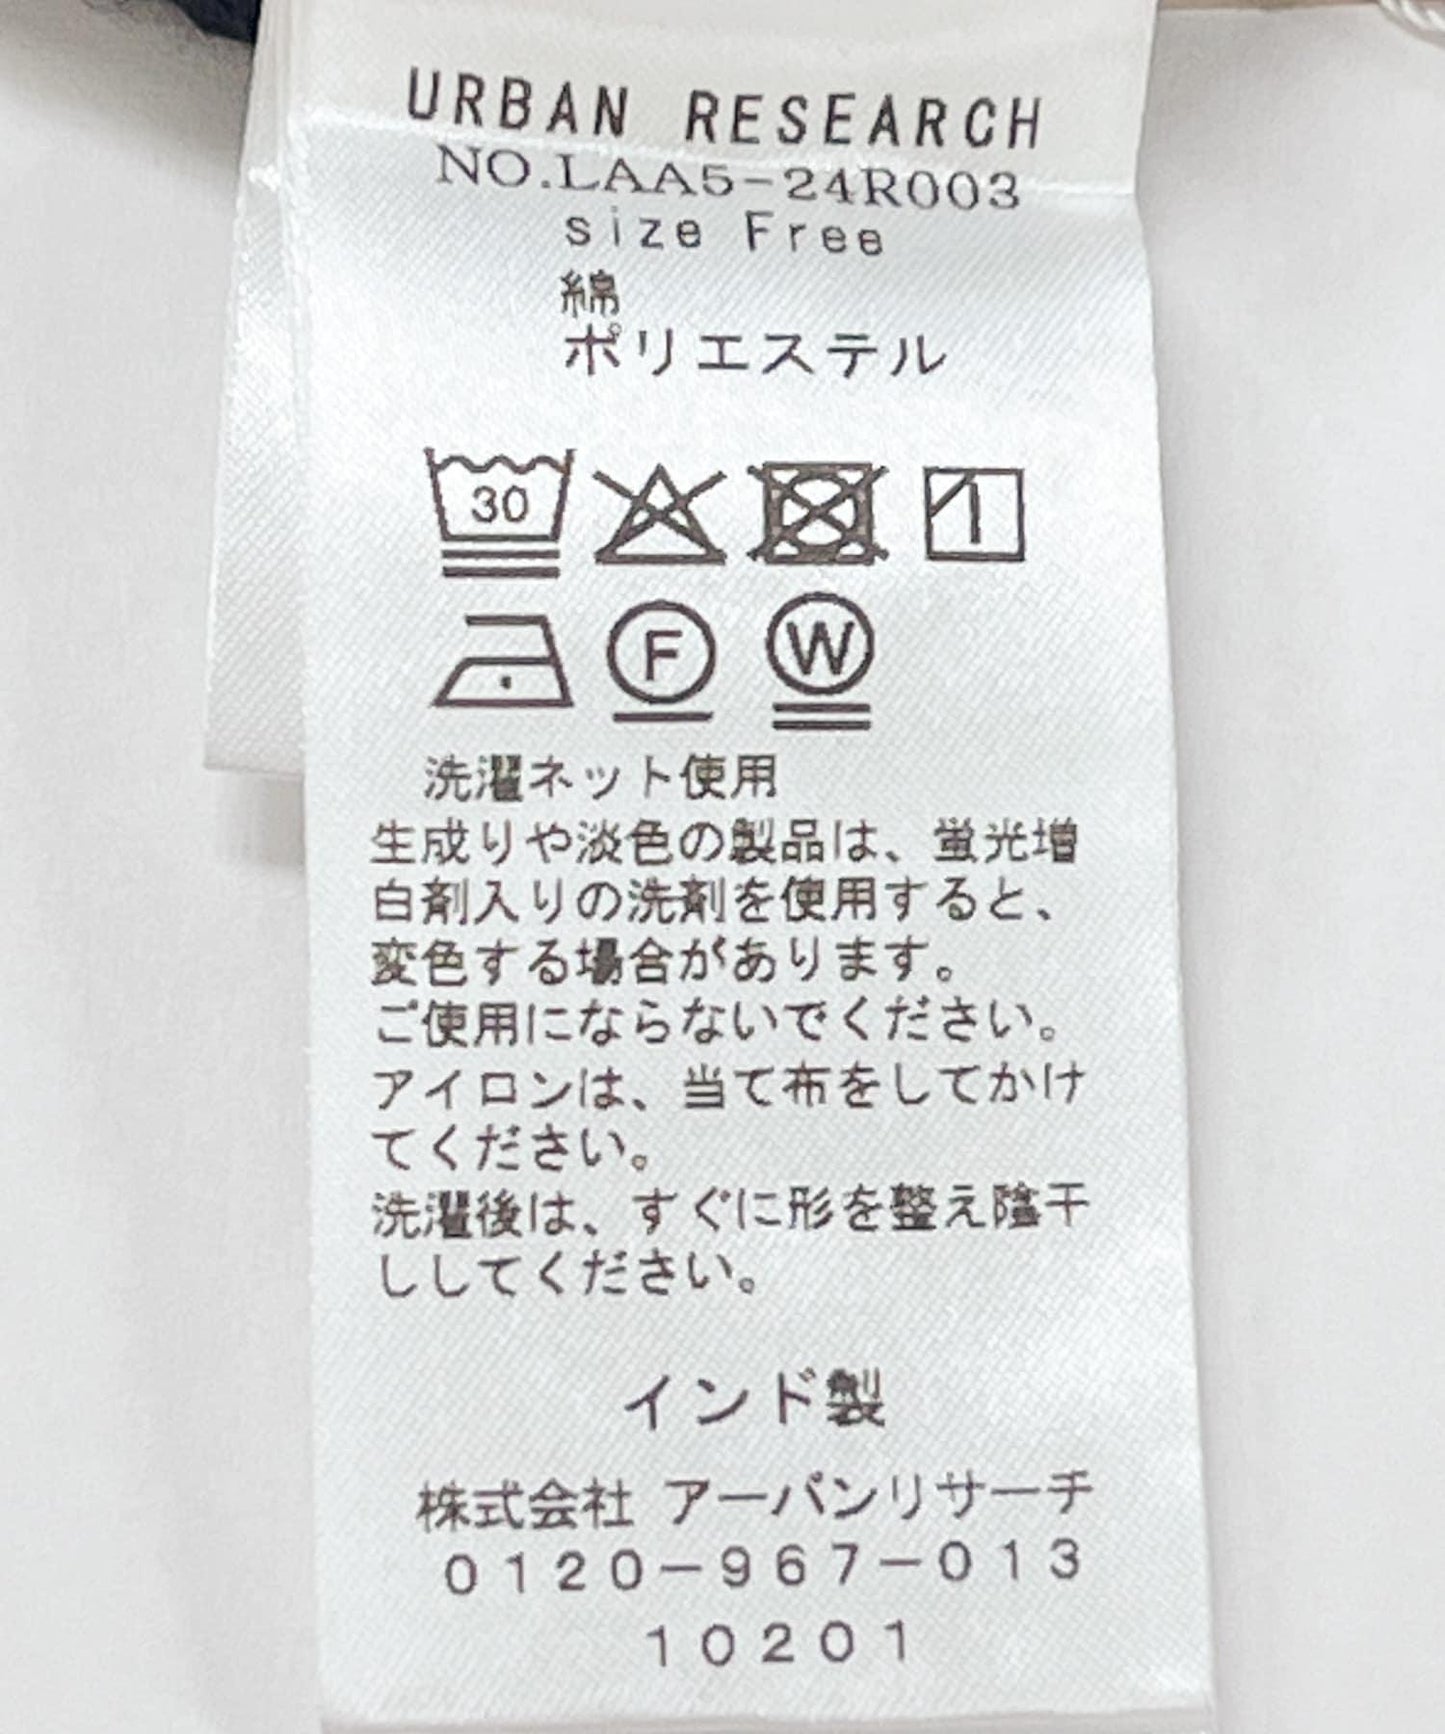 URBAN RESEARCH
NO.LAA5-24R003
size Free
綿
ポリエステル
30
F W
洗濯ネット使用
生成りや淡色の製品は、蛍光増
白剤入りの洗剤を使用すると、
変色する場合があります。
ご使用にならないでください。
アイロンは、当て布をしてかけ
てください。
洗濯後は、すぐに形を整え陰干
ししてください。
インド製
株式会社 アーバンリサーチ
0120-967-013
10201